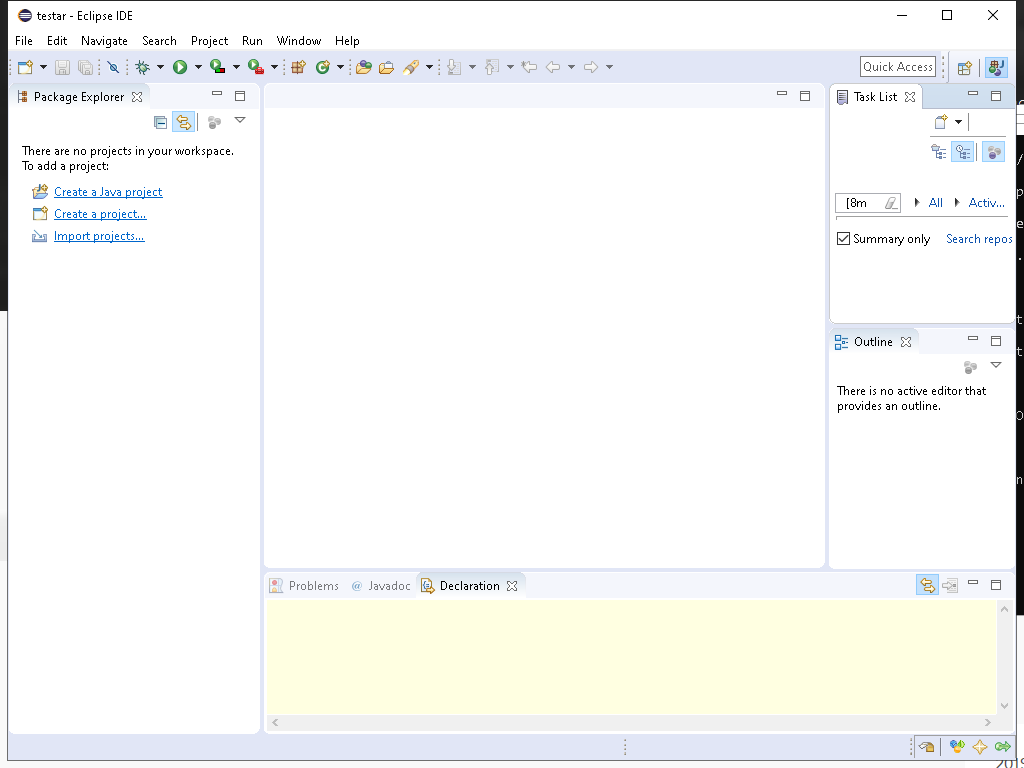 testar - Eclipse IDE
File Edit Navigate Search Project Run Window Help
Quick Access
Package Explorer
There are no projects in your workspace.
To add a project:
Create a Java project
Create a project...
Import projects...
Task List
[8m
All
Activ...
Summary only
Search repos
Outline
There is no active editor that
provides an outline.
Problems @ Javadoc Declaration
2019